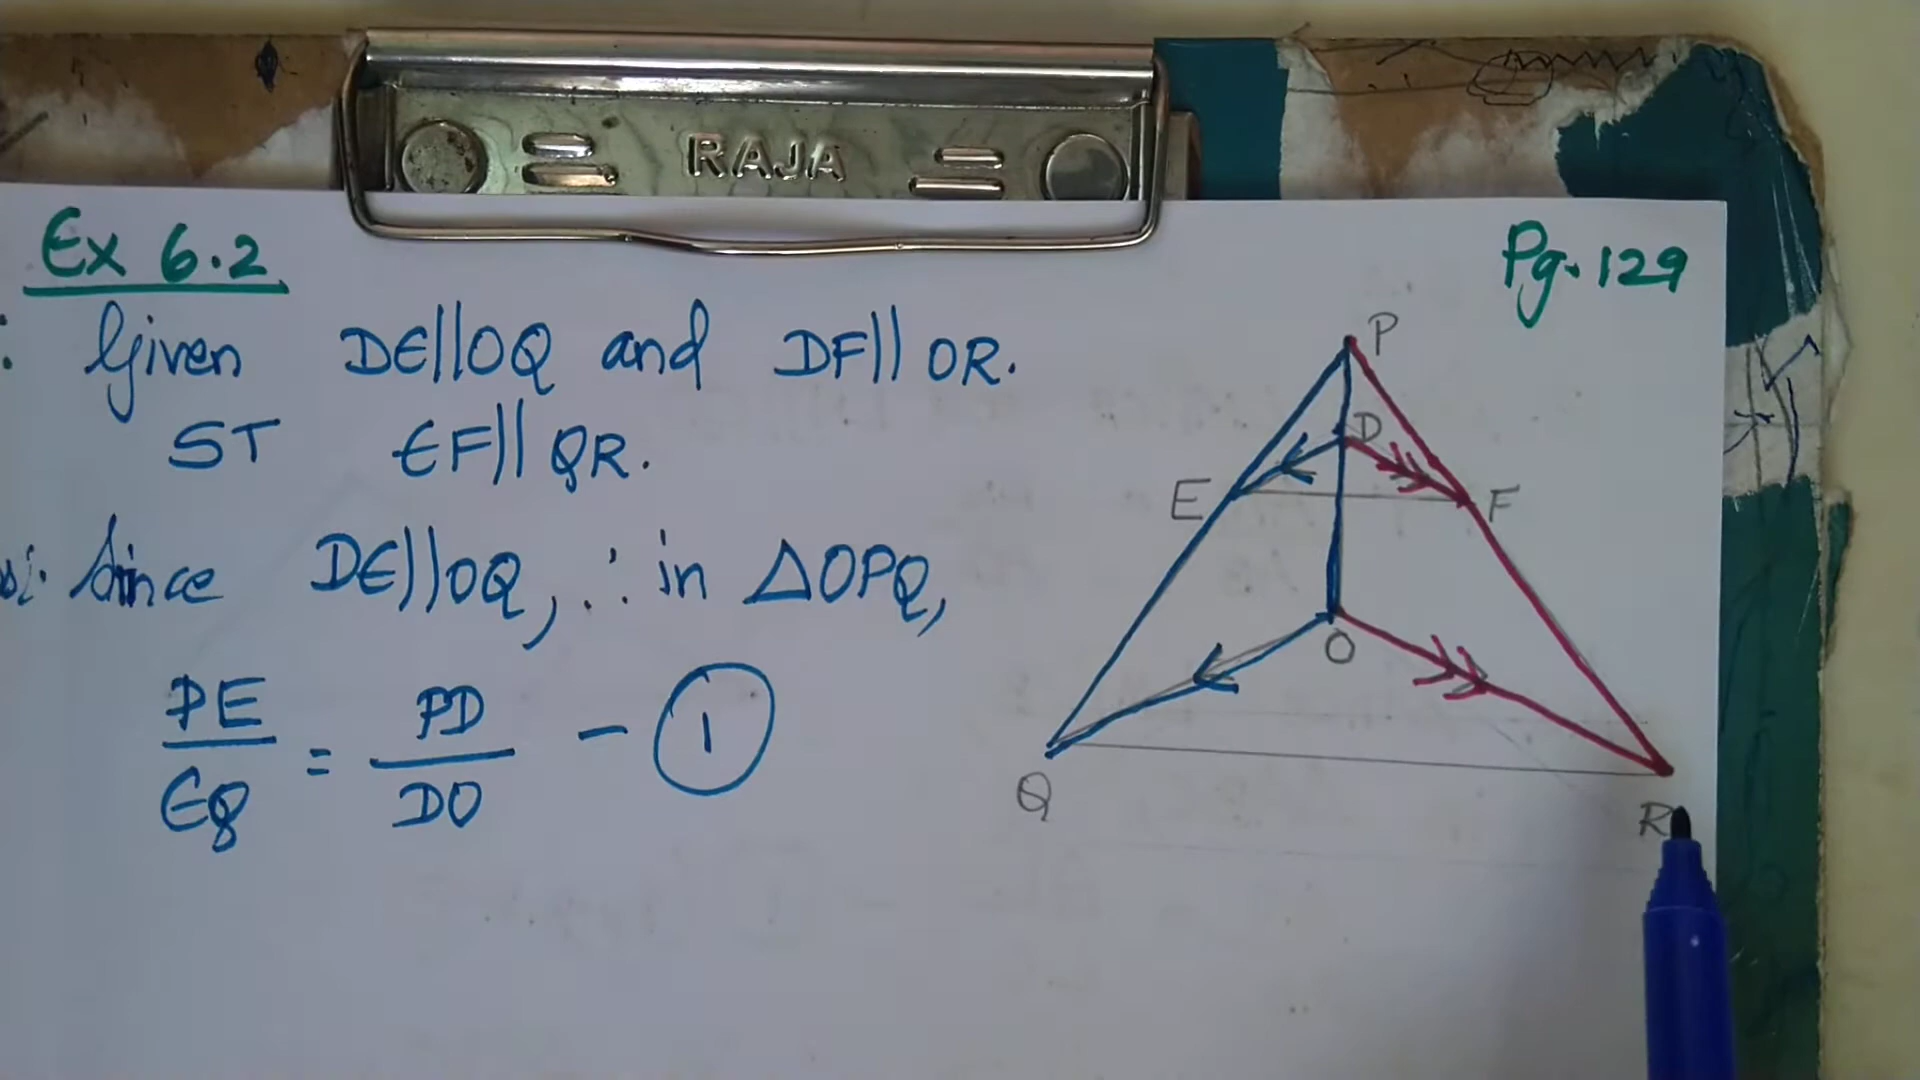 RAJA
Ex 6.2
Pg. 129
: Given DE||OQ and DF|| OR.
ST EF|| QR.
Since DE||OQ, ∴ in △OPQ,
PE/EQ = PD/DO - ①
P
D
E
F
O
Q
R